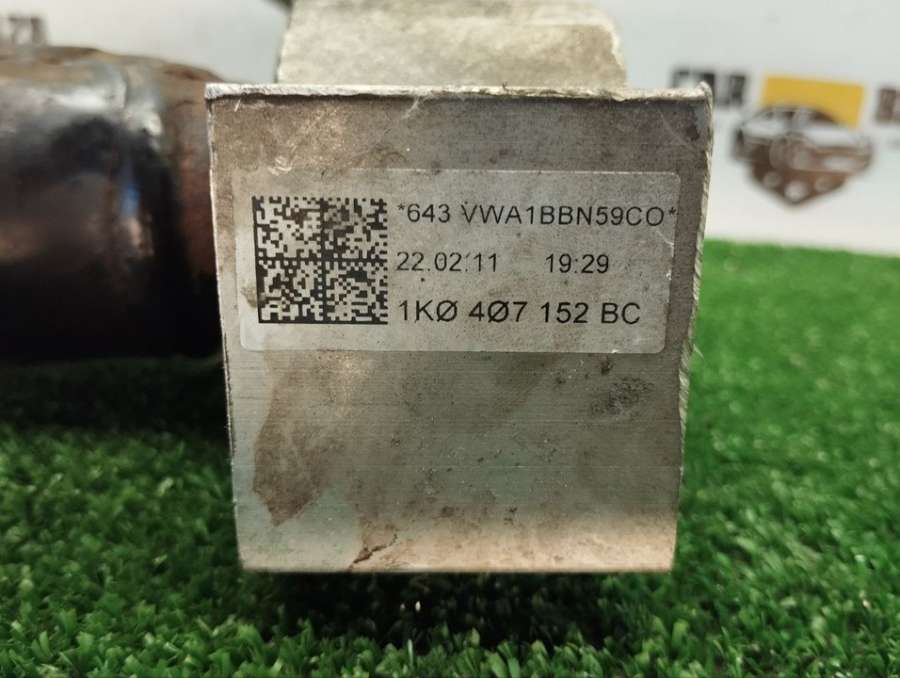 *643 VWA1BBN59CO*
22.02.11 19:29
1KØ 4Ø7 152 BC